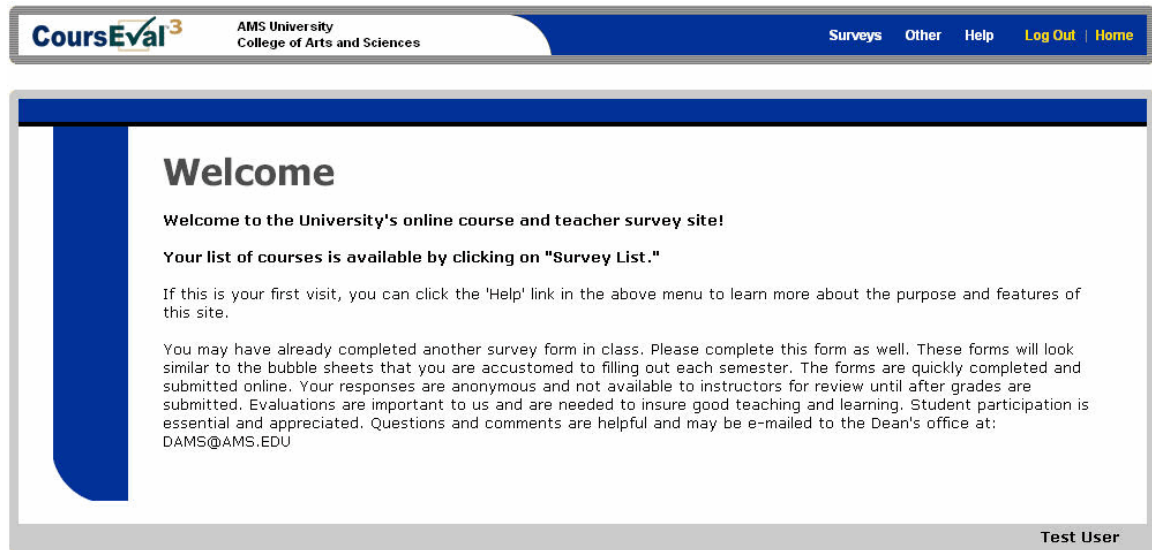 CoursEval 3
AMS University
College of Arts and Sciences
Surveys Other Help Log Out | Home
Welcome
Welcome to the University's online course and teacher survey site!
Your list of courses is available by clicking on "Survey List."
If this is your first visit, you can click the 'Help' link in the above menu to learn more about the purpose and features of
this site.
You may have already completed another survey form in class. Please complete this form as well. These forms will look
similar to the bubble sheets that you are accustomed to filling out each semester. The forms are quickly completed and
submitted online. Your responses are anonymous and not available to instructors for review until after grades are
submitted. Evaluations are important to us and are needed to insure good teaching and learning. Student participation is
essential and appreciated. Questions and comments are helpful and may be e-mailed to the Dean's office at:
DAMS@AMS.EDU
Test User